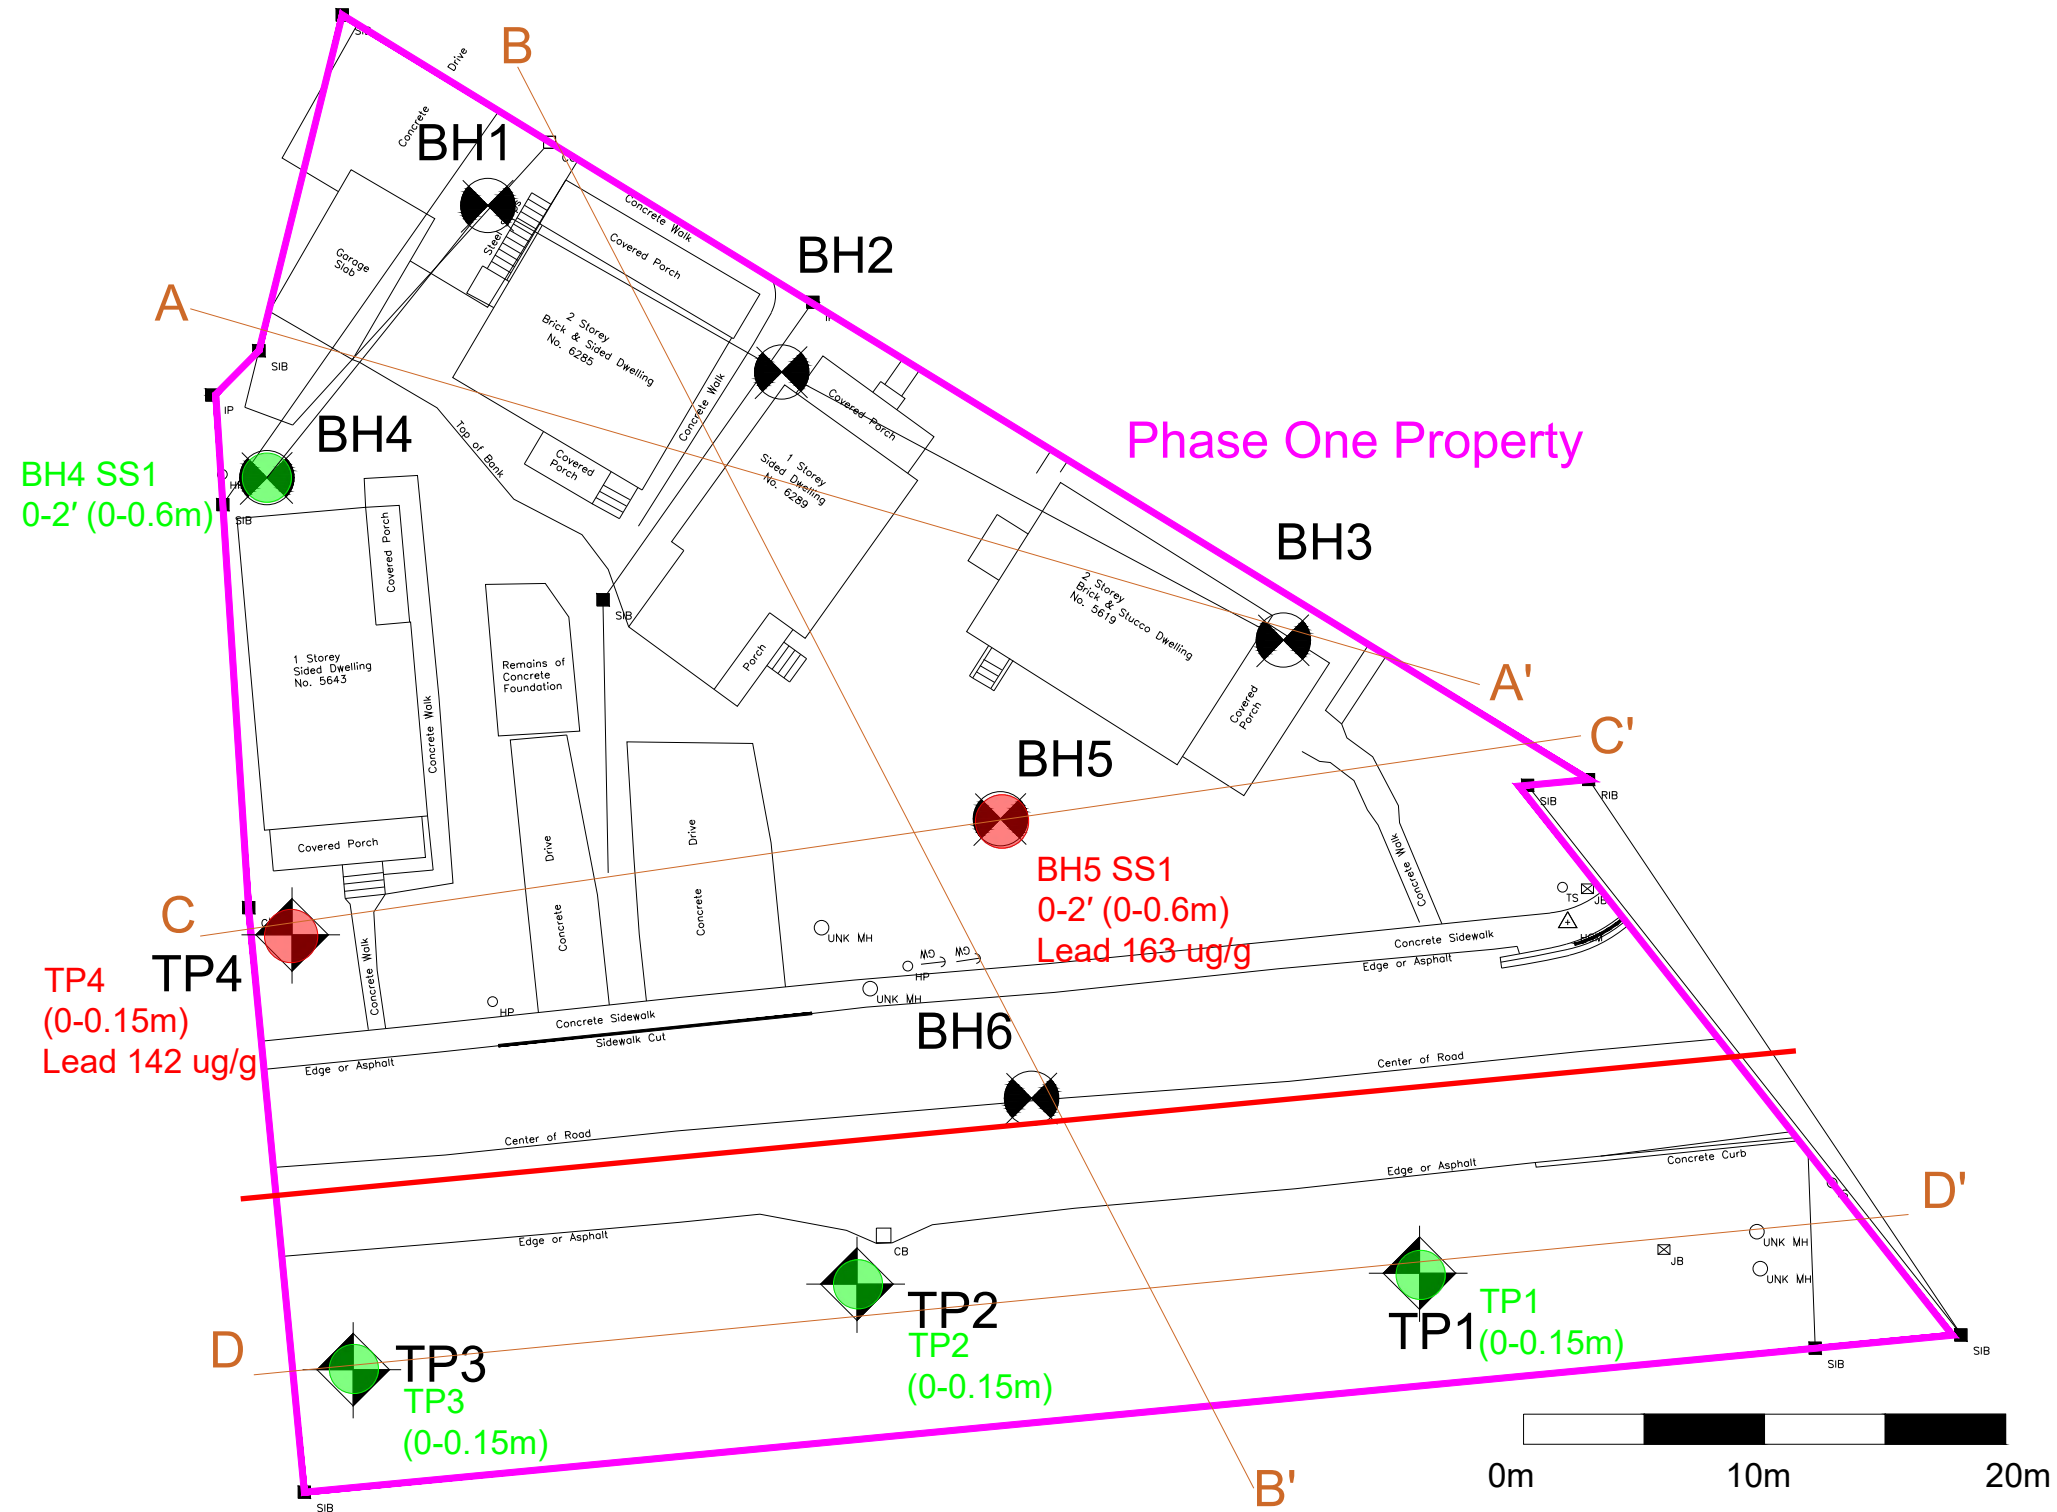 SIB
Drive
B
Concrete
BH1
CC
Steel Steps
Concrete Walk
Covered Porch
BH2
Garage
Slab
A
IP
2 Storey
Brick & Sided Dwelling
No. 6285
SIB
IP
Concrete Walk
Covered Porch
Phase One Property
BH4
Top of Bank
Covered
Porch
1 Storey
Sided Dwelling
No. 6289
BH4 SS1
0-2' (0-0.6m)
HP
SIB
BH3
Covered Porch
2 Storey
Brick & Stucco Dwelling
No. 5619
SIB
1 Storey
Sided Dwelling
No. 5643
Remains of
Concrete
Foundation
Porch
A'
Covered
Porch
Concrete Walk
C'
BH5
SIB
RIB
Covered Porch
Drive
Drive
BH5 SS1
0-2' (0-0.6m)
Lead 163 ug/g
Concrete Walk
TS
JB
C
Concrete
Concrete
UNK MH
GW
GW
HP
Concrete Sidewalk
Edge or Asphalt
TP4
TP4
(0-0.15m)
Lead 142 ug/g
Concrete Walk
HP
UNK MH
Concrete Sidewalk
Sidewalk Cut
BH6
Edge or Asphalt
Center of Road
Center of Road
Edge or Asphalt
Concrete Curb
D'
Edge or Asphalt
CB
UNK MH
JB
UNK MH
TP2
TP2
(0-0.15m)
TP1
TP1
(0-0.15m)
D
TP3
TP3
(0-0.15m)
SIB
SIB
SIB
B'
0m
10m
20m